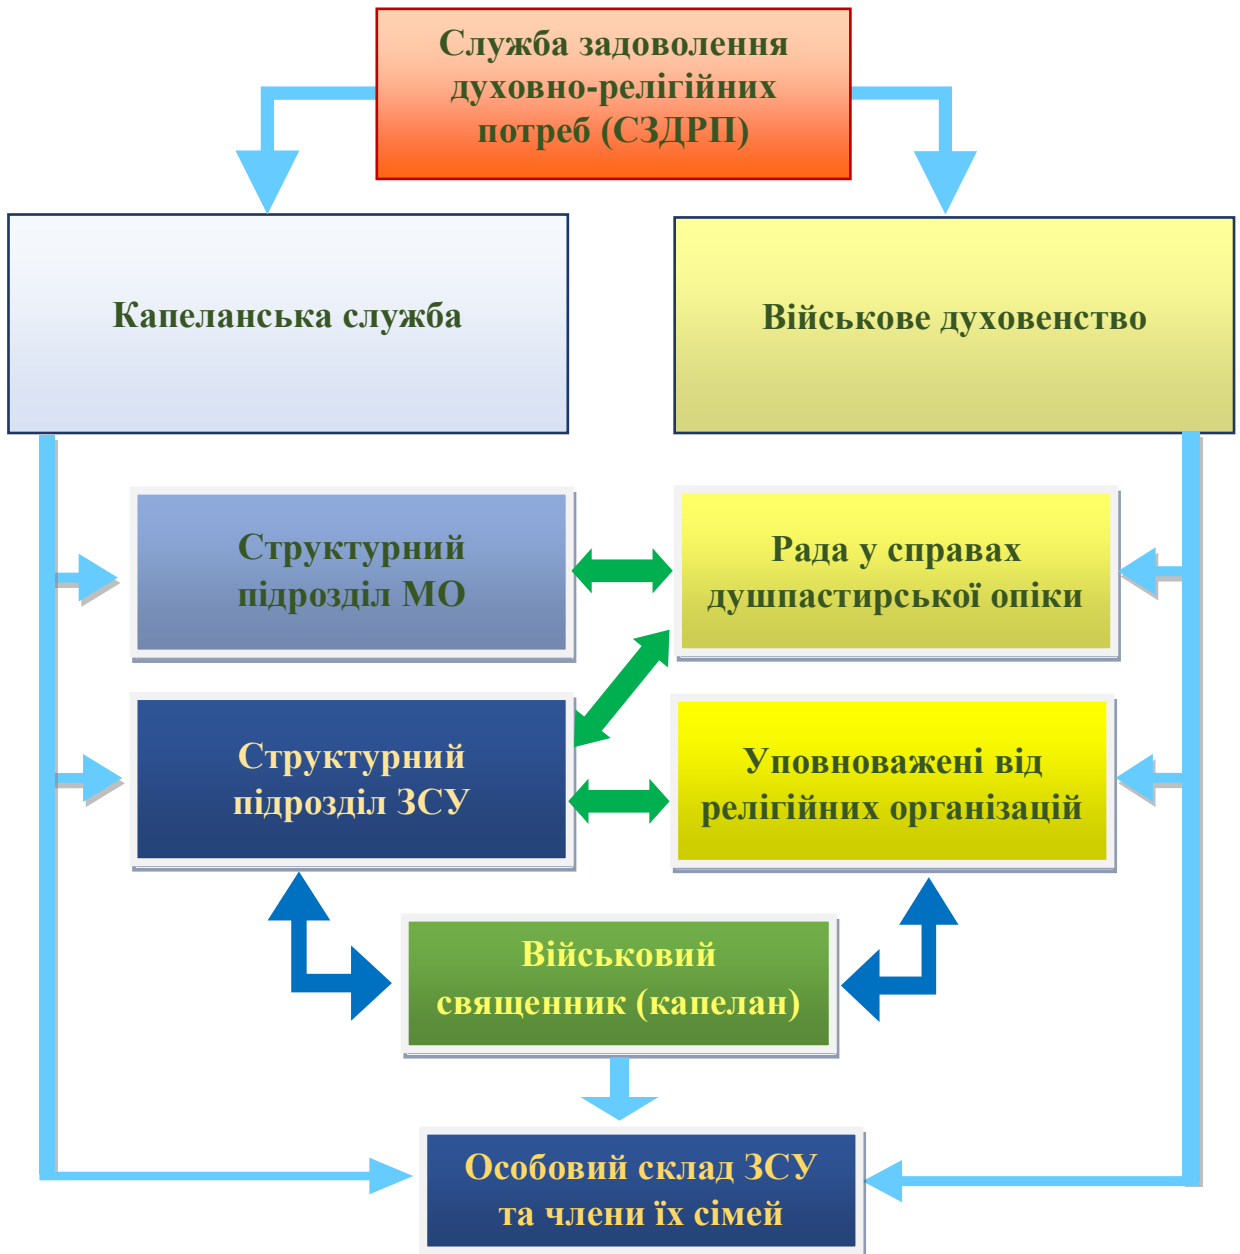 Служба задоволення
духовно-релігійних
потреб (СЗДРП)
Капеланська служба
Військове духовенство
Структурний
підрозділ МО
Рада у справах
душпастирської опіки
Структурний
підрозділ ЗСУ
Уповноважені від
релігійних організацій
Військовий
священник (капелан)
Особовий склад ЗСУ
та члени їх сімей